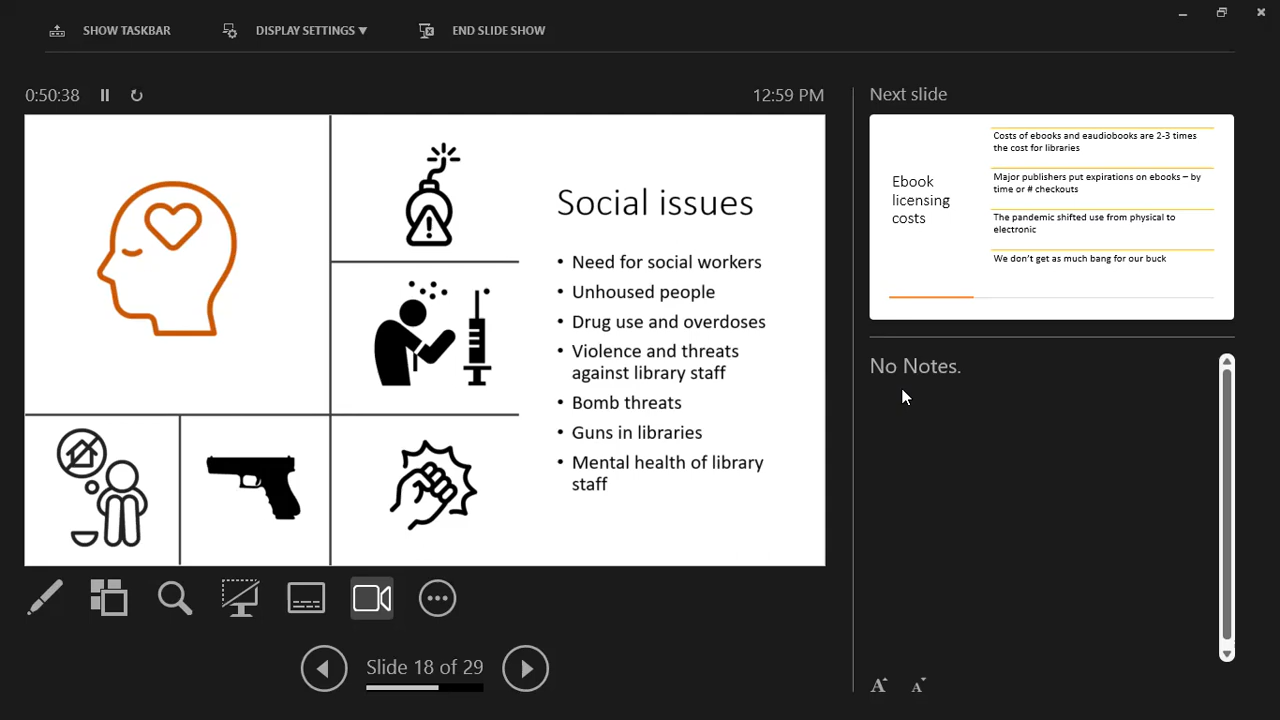 SHOW TASKBAR
DISPLAY SETTINGS ▼
END SLIDE SHOW
0:50:38
12:59 PM
Social issues
• Need for social workers
• Unhoused people
• Drug use and overdoses
• Violence and threats
against library staff
• Bomb threats
• Guns in libraries
• Mental health of library
staff
Slide 18 of 29
Next slide
Ebook
licensing
costs
Costs of ebooks and eaudiobooks are 2-3 times
the cost for libraries
Major publishers put expirations on ebooks – by
time or # checkouts
The pandemic shifted use from physical to
electronic
We don't get as much bang for our buck
No Notes.
A A